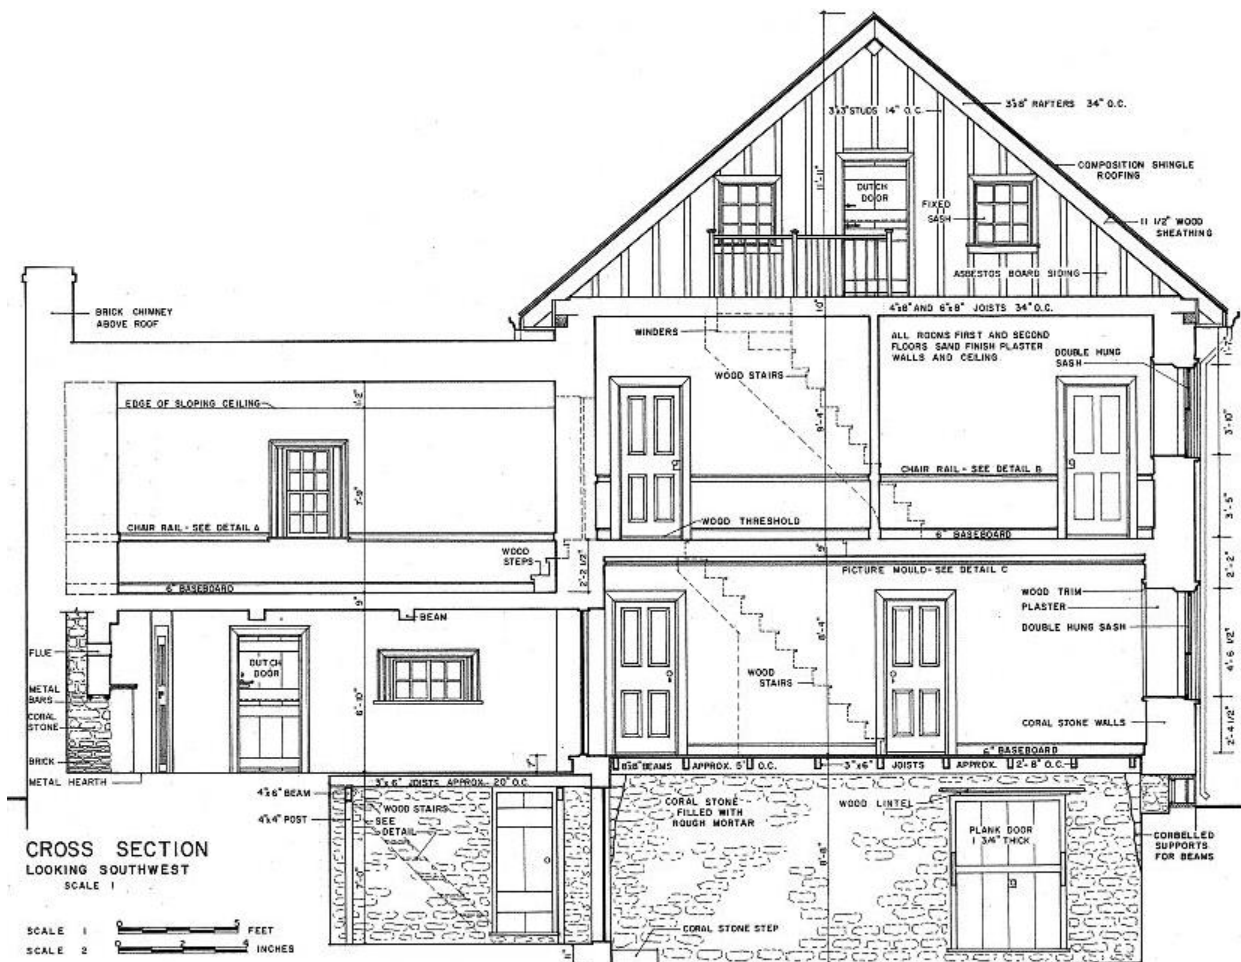 3"x3" STUDS 14" O.C.
3"x8" RAFTERS 34" O.C.
COMPOSITION SHINGLE
ROOFING
11'-11"
DUTCH
DOOR
FIXED
SASH
11 1/2" WOOD
SHEATHING
ASBESTOS BOARD SIDING
BRICK CHIMNEY
ABOVE ROOF
10"
4"x8" AND 6"x8" JOISTS 34" O.C.
WINDERS
ALL ROOMS FIRST AND SECOND
FLOORS SAND FINISH PLASTER
WALLS AND CEILING
DOUBLE HUNG
SASH
1'-7"
WOOD STAIRS
EDGE OF SLOPING CEILING
1'-2"
9'-4"
3'-10"
CHAIR RAIL - SEE DETAIL B
7'-9"
CHAIR RAIL - SEE DETAIL A
WOOD THRESHOLD
6" BASEBOARD
3'-5"
WOOD
STEPS
2'-2 1/2"
PICTURE MOULD - SEE DETAIL C
2'-2"
6" BASEBOARD
9"
WOOD TRIM
PLASTER
DOUBLE HUNG SASH
BEAM
8'-4"
4'-6 1/2"
FLUE
DUTCH
DOOR
METAL
BARS
CORAL
STONE
6'-10"
WOOD
STAIRS
CORAL STONE WALLS
2'-4 1/2"
BRICK
METAL HEARTH
6" BASEBOARD
8"x8" BEAMS APPROX. 5' O.C.
3"x6" JOISTS APPROX. 2'-8" O.C.
3"x6" JOISTS APPROX. 20" O.C.
4"x6" BEAM
4"x4" POST
WOOD STAIRS
SEE
DETAIL
CORAL STONE
FILLED WITH
ROUGH MORTAR
WOOD LINTEL
PLANK DOOR
1 3/4" THICK
CORBELLED
SUPPORTS
FOR BEAMS
7'-0"
8'-8"
CORAL STONE STEP
11"
CROSS SECTION
LOOKING SOUTHWEST
SCALE 1
SCALE 1 0 5 FEET
SCALE 2 0 2 4 INCHES